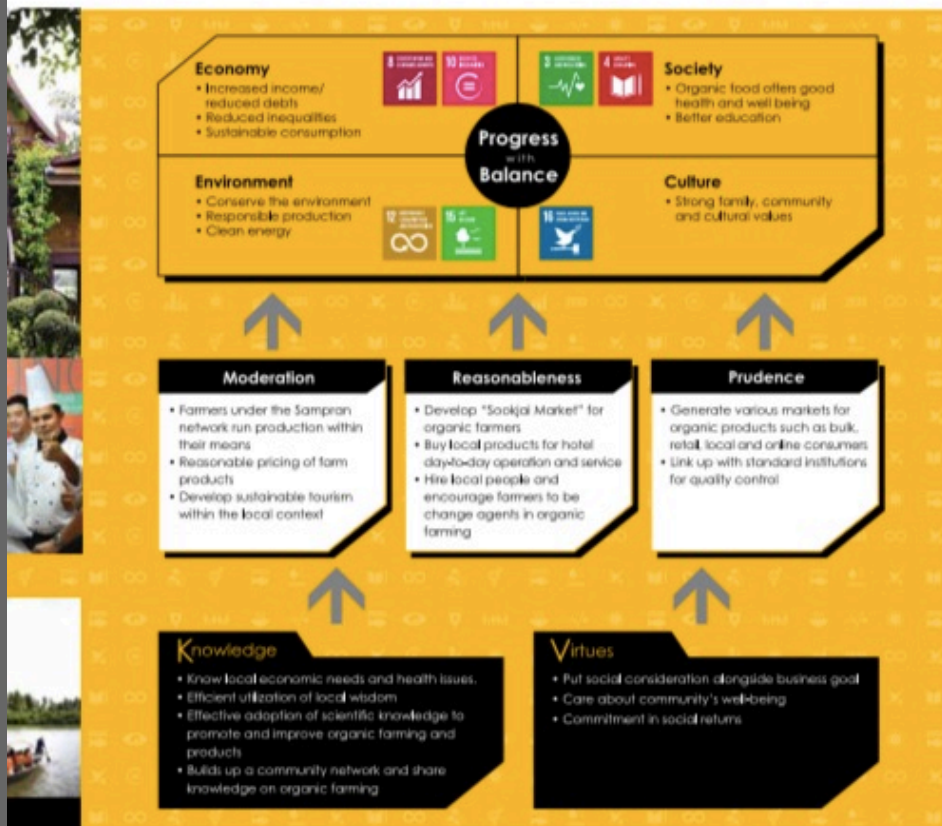 Economy
• Increased income/
reduced debts
• Reduced inequalities
• Sustainable consumption
8
10
3
4
Society
• Organic food offers good
health and well being
• Better education
Progress
with
Balance
Environment
• Conserve the environment
• Responsible production
• Clean energy
12
15
16
Culture
• Strong family, community
and cultural values
Moderation
• Farmers under the Sampran
network run production within
their means
• Reasonable pricing of farm
products
• Develop sustainable tourism
within the local context
Reasonableness
• Develop "Sookjai Market" for
organic farmers
• Buy local products for hotel
day-to-day operation and service
• Hire local people and
encourage farmers to be
change agents in organic
farming
Prudence
• Generate various markets for
organic products such as bulk,
retail, local and online consumers
• Link up with standard institutions
for quality control
Knowledge
• Know local economic needs and health issues.
• Efficient utilization of local wisdom
• Effective adoption of scientific knowledge to
promote and improve organic farming and
products
• Builds up a community network and share
knowledge on organic farming
Virtues
• Put social consideration alongside business goal
• Care about community's well-being
• Commitment in social returns